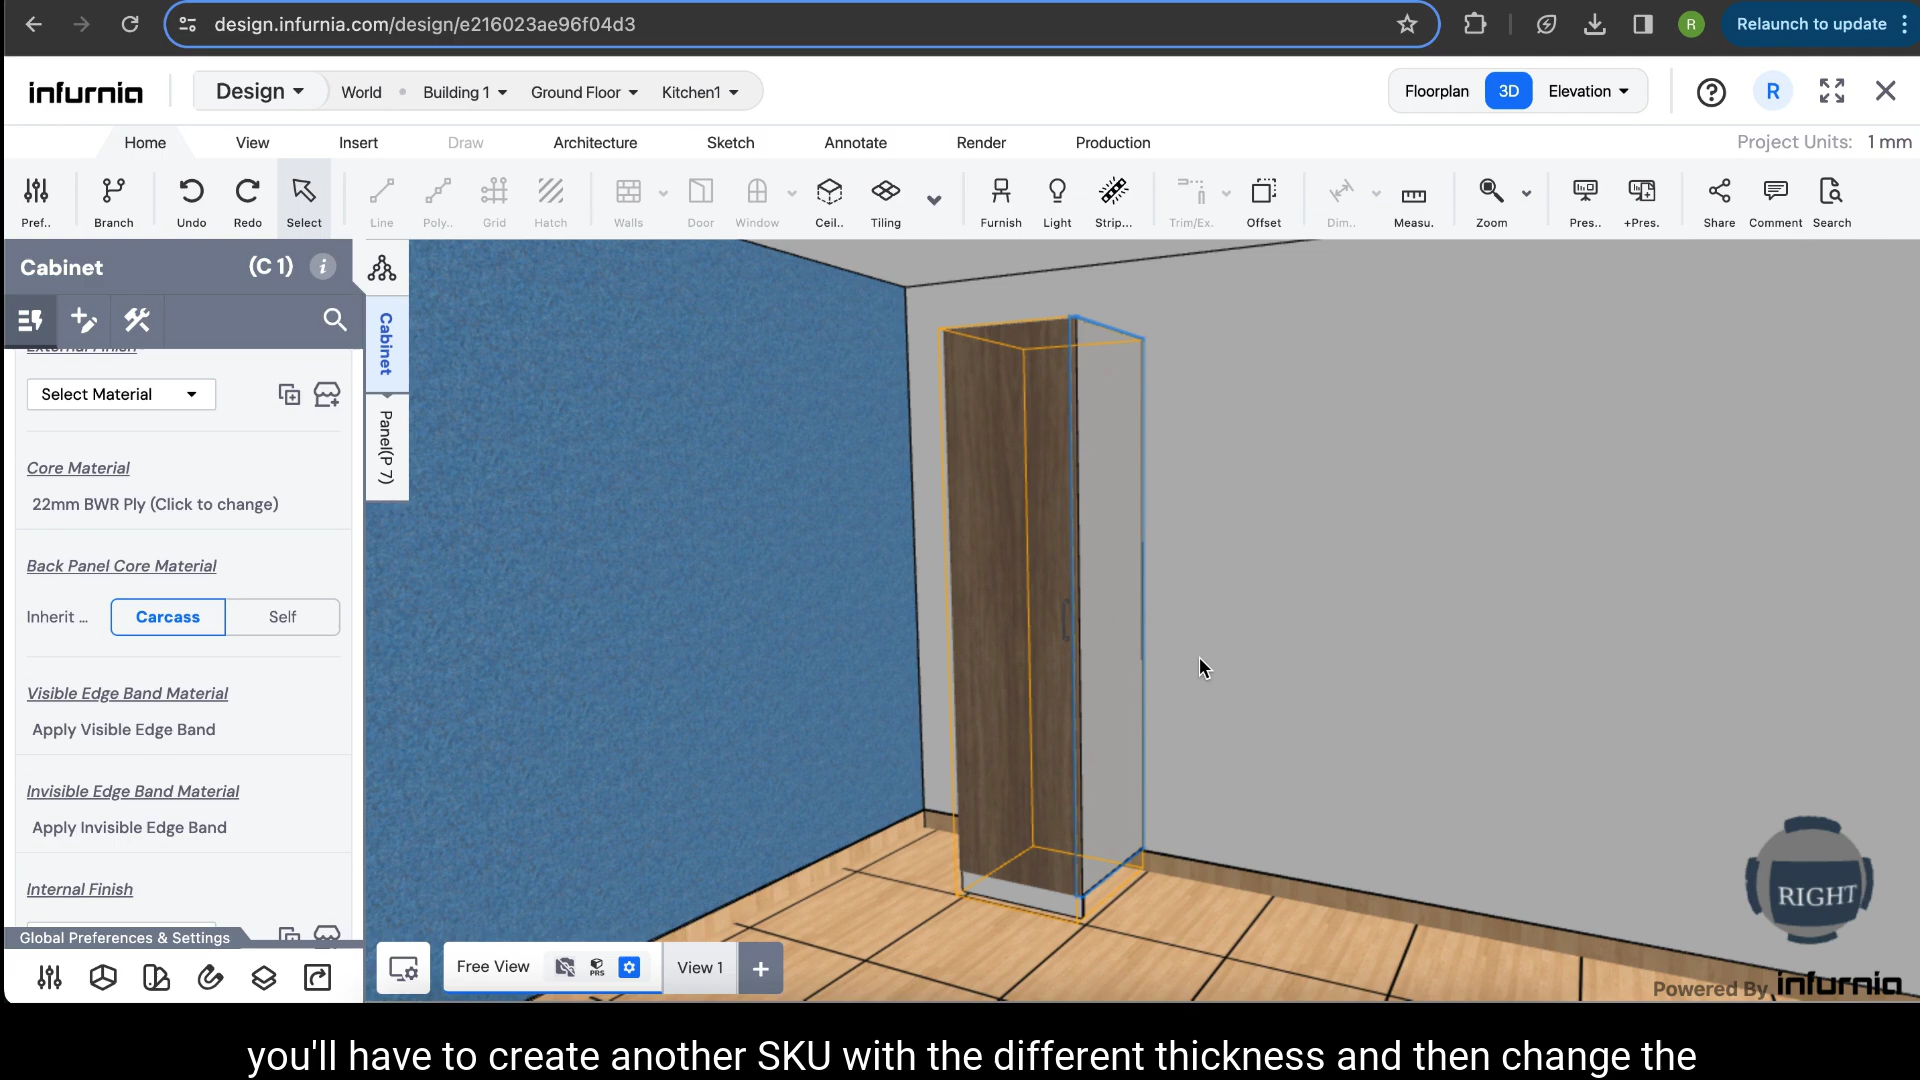 design.infurnia.com/design/e216023ae96f04d3
R
Relaunch to update
infurnia
Design
World
Building 1
Ground Floor
Kitchen1
Floorplan
3D
Elevation
R
Home
View
Insert
Draw
Architecture
Sketch
Annotate
Render
Production
Project Units: 1 mm
Pref..
Branch
Undo
Redo
Select
Line
Poly..
Grid
Hatch
Walls
Door
Window
Ceil..
Tiling
Furnish
Light
Strip...
Trim/Ex.
Offset
Dim..
Measu.
Zoom
Pres..
+Pres.
Share
Comment
Search
Cabinet
(C 1)
i
External Finish
Select Material
Core Material
22mm BWR Ply (Click to change)
Back Panel Core Material
Inherit ...
Carcass
Self
Visible Edge Band Material
Apply Visible Edge Band
Invisible Edge Band Material
Apply Invisible Edge Band
Internal Finish
Global Preferences & Settings
Cabinet
Panel(P 7)
Free View
PRS
View 1
+
RIGHT
Powered By infurnia
you'll have to create another SKU with the different thickness and then change the